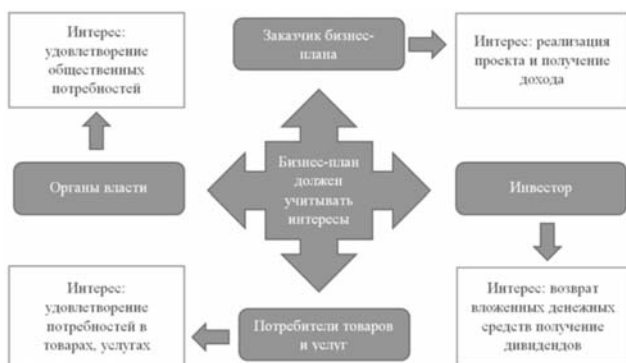 Интерес:
удовлетворение
общественных
потребностей
Заказчик бизнес-
плана
Интерес: реализация
проекта и получение
дохода
Органы власти
Бизнес-план
должен
учитывать
интересы
Инвестор
Интерес:
удовлетворение
потребностей в
товарах, услугах
Потребители товаров
и услуг
Интерес: возврат
вложенных денежных
средств получение
дивидендов